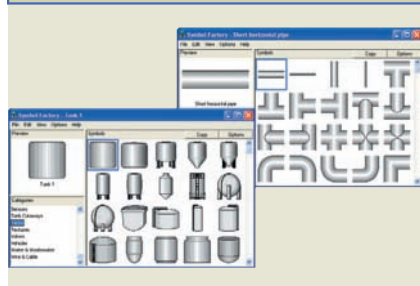 Symbol Factory - Short horizontal pipe
File Edit View Options Help
Preview
Symbols
Copy
Options
Short horizontal pipe
Symbol Factory - Tank 1
File Edit View Options Help
Preview
Symbols
Copy
Options
Tank 1
Categories
Sensors
Tank Cutaways
Tanks
Textures
Valves
Vehicles
Water & Wastewater
Wire & Cable